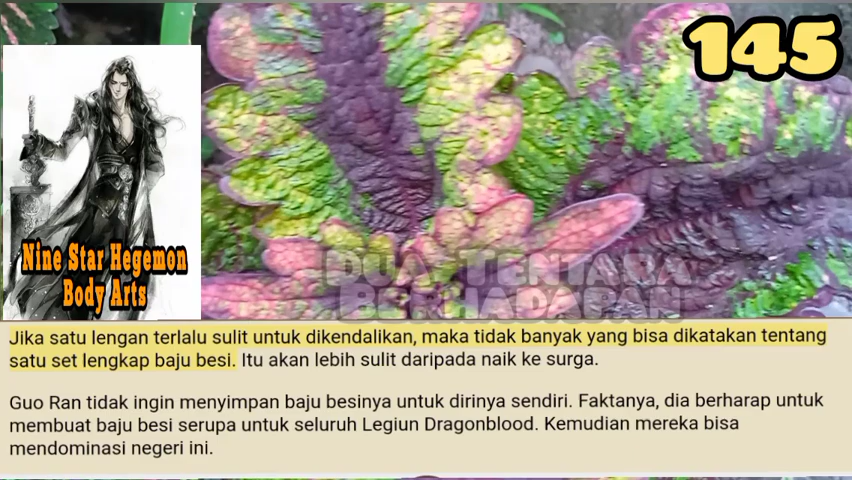 145
Nine Star Hegemon
Body Arts
DUA TENTARA
BERHADAPAN
Jika satu lengan terlalu sulit untuk dikendalikan, maka tidak banyak yang bisa dikatakan tentang
satu set lengkap baju besi. Itu akan lebih sulit daripada naik ke surga.
Guo Ran tidak ingin menyimpan baju besinya untuk dirinya sendiri. Faktanya, dia berharap untuk
membuat baju besi serupa untuk seluruh Legiun Dragonblood. Kemudian mereka bisa
mendominasi negeri ini.